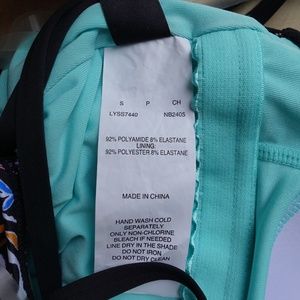 S P CH
LYSS7440 NB240S
92% POLYAMIDE 8% ELASTANE
LINING:
92% POLYESTER 8% ELASTANE
MADE IN CHINA
HAND WASH COLD
SEPARATELY
ONLY NON-CHLORINE
BLEACH IF NEEDED
LINE DRY IN THE SHADE
DO NOT IRON
DO NOT DRY CLEAN